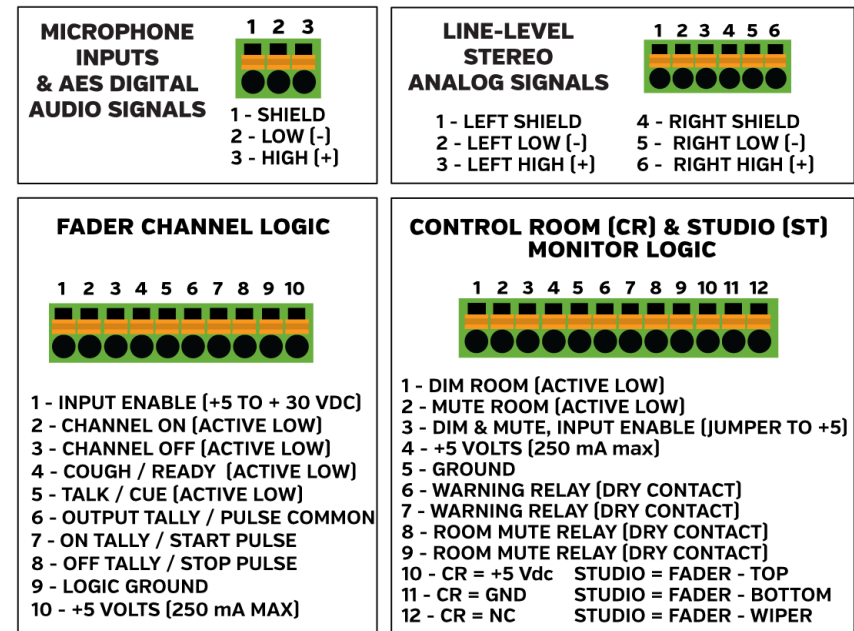 MICROPHONE
INPUTS
& AES DIGITAL
AUDIO SIGNALS
1 2 3
1 - SHIELD
2 - LOW (-)
3 - HIGH (+)
LINE-LEVEL
STEREO
ANALOG SIGNALS
1 2 3 4 5 6
1 - LEFT SHIELD
2 - LEFT LOW (-)
3 - LEFT HIGH (+)
4 - RIGHT SHIELD
5 - RIGHT LOW (-)
6 - RIGHT HIGH (+)
FADER CHANNEL LOGIC
1 2 3 4 5 6 7 8 9 10
1 - INPUT ENABLE (+5 TO + 30 VDC)
2 - CHANNEL ON (ACTIVE LOW)
3 - CHANNEL OFF (ACTIVE LOW)
4 - COUGH / READY (ACTIVE LOW)
5 - TALK / CUE (ACTIVE LOW)
6 - OUTPUT TALLY / PULSE COMMON
7 - ON TALLY / START PULSE
8 - OFF TALLY / STOP PULSE
9 - LOGIC GROUND
10 - +5 VOLTS (250 mA MAX)
CONTROL ROOM (CR) & STUDIO (ST)
MONITOR LOGIC
1 2 3 4 5 6 7 8 9 10 11 12
1 - DIM ROOM (ACTIVE LOW)
2 - MUTE ROOM (ACTIVE LOW)
3 - DIM & MUTE, INPUT ENABLE (JUMPER TO +5)
4 - +5 VOLTS (250 mA max)
5 - GROUND
6 - WARNING RELAY (DRY CONTACT)
7 - WARNING RELAY (DRY CONTACT)
8 - ROOM MUTE RELAY (DRY CONTACT)
9 - ROOM MUTE RELAY (DRY CONTACT)
10 - CR = +5 Vdc STUDIO = FADER - TOP
11 - CR = GND STUDIO = FADER - BOTTOM
12 - CR = NC STUDIO = FADER - WIPER